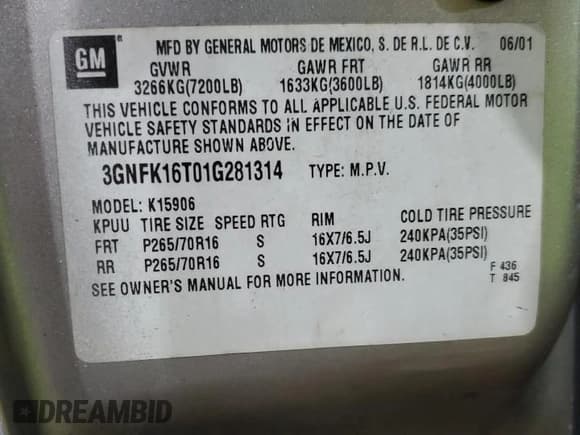 GM ® MFD BY GENERAL MOTORS DE MEXICO, S. DE R.L. DE C.V. 06/01
GVWR GAWR FRT GAWR RR
3266KG(7200LB) 1633KG(3600LB) 1814KG(4000LB)
THIS VEHICLE CONFORMS TO ALL APPLICABLE U.S. FEDERAL MOTOR
VEHICLE SAFETY STANDARDS IN EFFECT ON THE DATE OF
MANUFACTURE SHOWN ABOVE.
3GNFK16T01G281314 TYPE: M.P.V.
MODEL: K15906
KPUU TIRE SIZE SPEED RTG RIM COLD TIRE PRESSURE
FRT P265/70R16 S 16X7/6.5J 240KPA(35PSI)
RR P265/70R16 S 16X7/6.5J 240KPA(35PSI)
SEE OWNER'S MANUAL FOR MORE INFORMATION.
F 436
T 845
DREAMBID